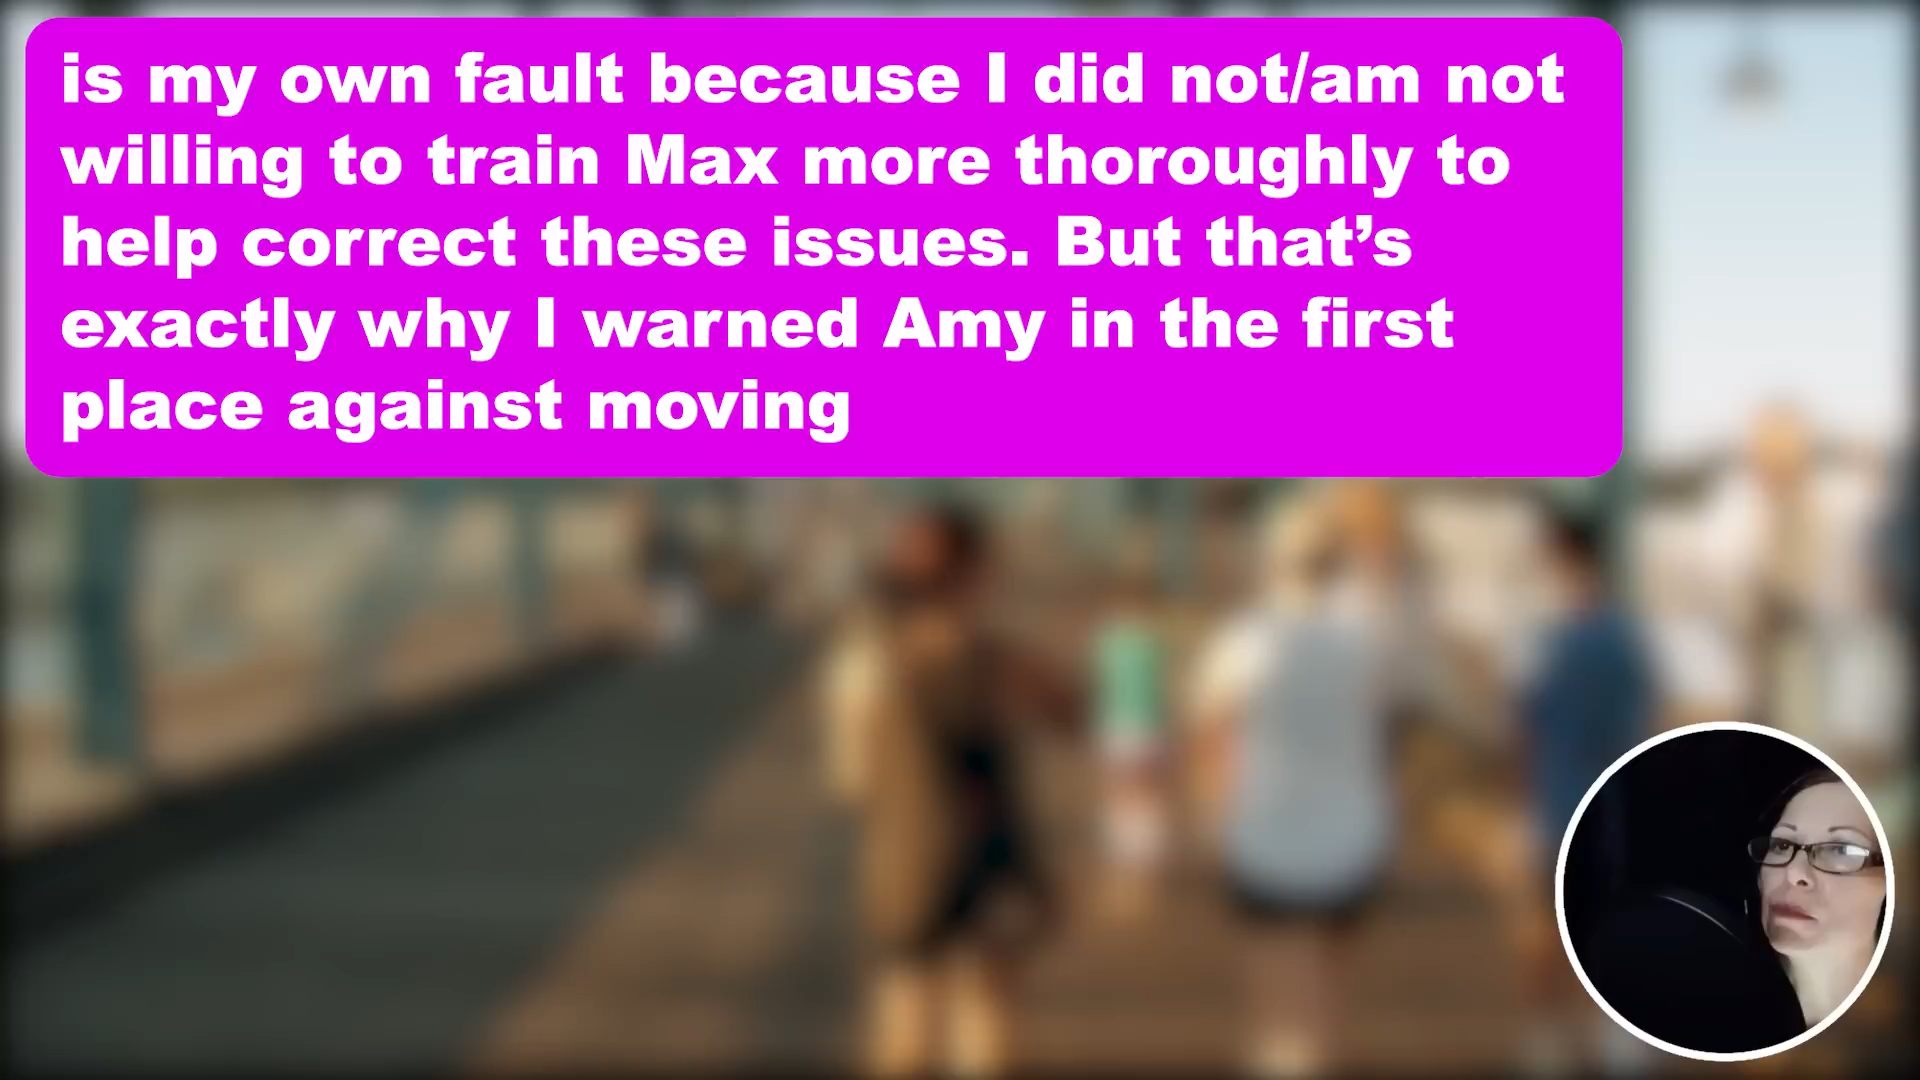 is my own fault because I did not/am not
willing to train Max more thoroughly to
help correct these issues. But that’s
exactly why I warned Amy in the first
place against moving